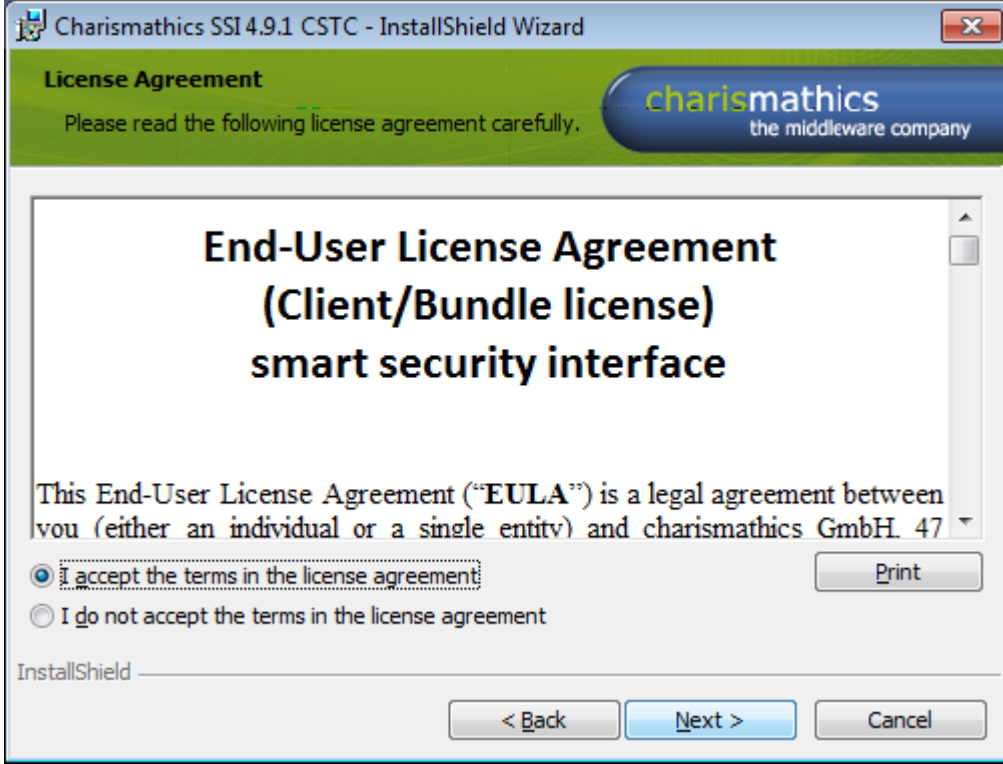 Charismathics SSI 4.9.1 CSTC - InstallShield Wizard
License Agreement
Please read the following license agreement carefully.
charismathics
the middleware company
End-User License Agreement
(Client/Bundle license)
smart security interface
This End-User License Agreement (“EULA”) is a legal agreement between
you (either an individual or a single entity) and charismathics GmbH, 47
I accept the terms in the license agreement
Print
I do not accept the terms in the license agreement
InstallShield
< Back
Next >
Cancel